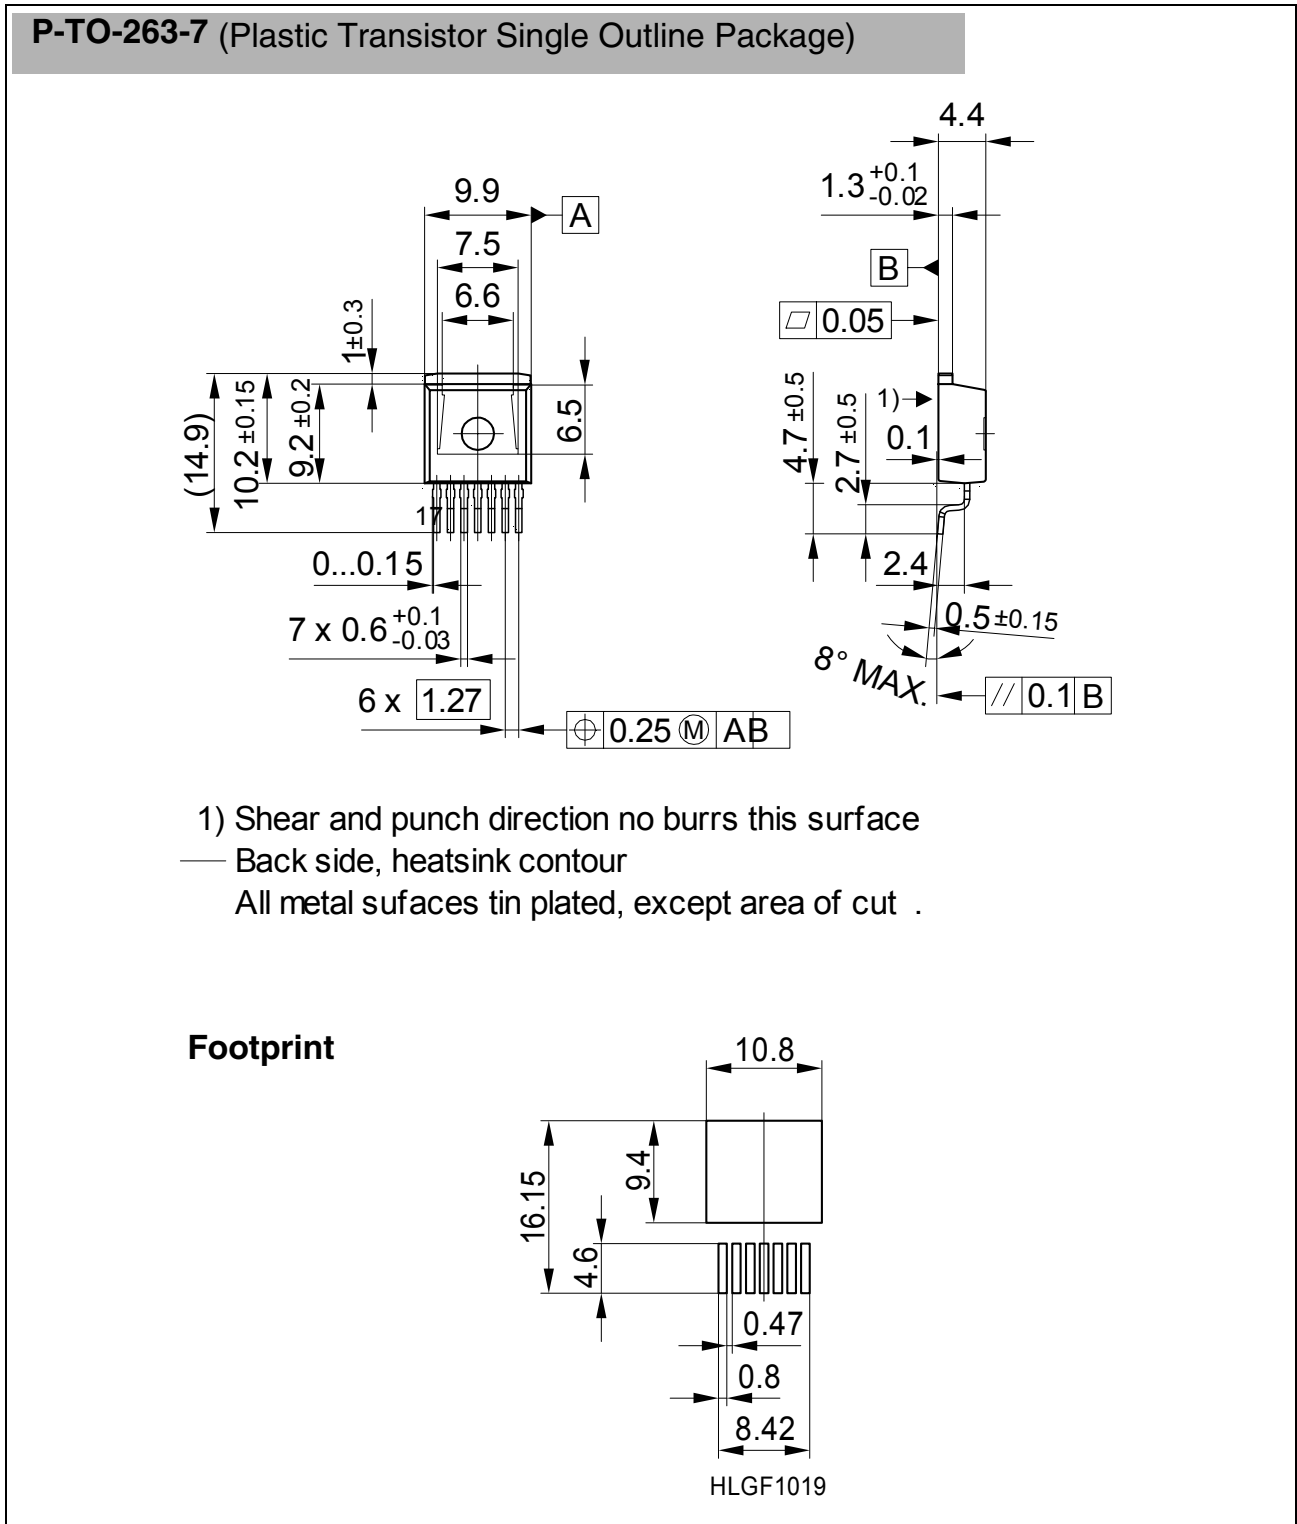 P-TO-263-7 (Plastic Transistor Single Outline Package)
4.4
1.3 +0.1 -0.02
9.9
A
7.5
B
6.6
0.05
1±0.3
(14.9)
10.2 ±0.15
9.2 ±0.2
6.5
4.7 ±0.5
2.7 ±0.5
1)
0.1
17
0...0.15
2.4
7 x 0.6 +0.1 -0.03
0.5 ±0.15
8° MAX.
6 x 1.27
// 0.1 B
0.25 Ⓜ AB
1) Shear and punch direction no burrs this surface
Back side, heatsink contour
All metal sufaces tin plated, except area of cut .
Footprint
10.8
16.15
9.4
4.6
0.47
0.8
8.42
HLGF1019